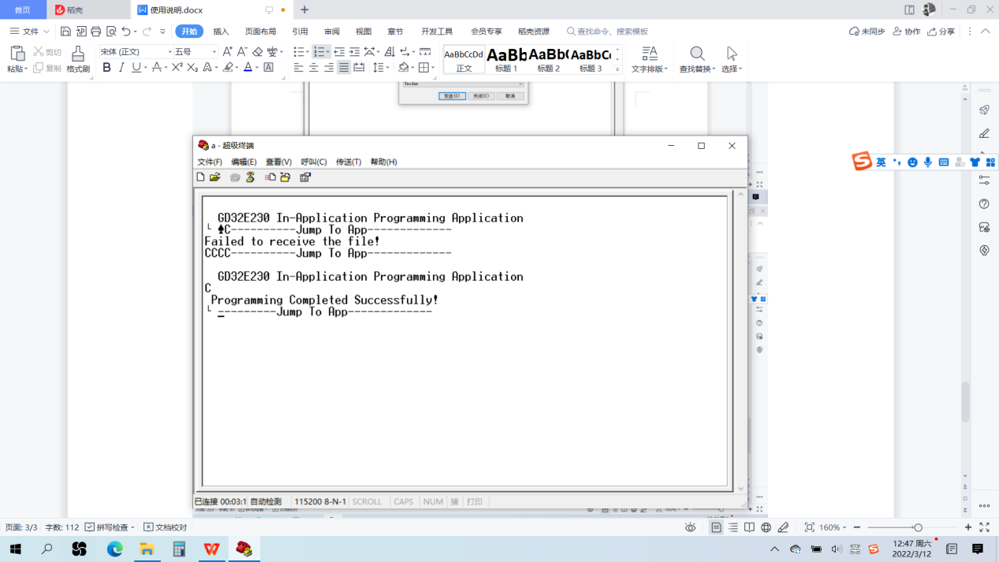 首页 稻壳 使用说明.docx
文件 开始 插入 页面布局 引用 审阅 视图 章节 开发工具 会员专享 稻壳资源 查找命令、搜索模板 未同步 协作 分享
粘贴 剪切 复制 格式刷 宋体 (正文) 五号 AaBbCcDd 正文 标题 1 标题 2 标题 3 文字排版 查找替换 选择
发送(S) 关闭(C) 取消
a - 超级终端
文件(F) 编辑(E) 查看(V) 呼叫(C) 传送(T) 帮助(H)
英
GD32E230 In-Application Programming Application
└ ♠C----------Jump To App-------------
Failed to receive the file!
CCCC----------Jump To App-------------
GD32E230 In-Application Programming Application
C
Programming Completed Successfully!
└ ----------Jump To App-------------
已连接 00:03:1 自动检测 115200 8-N-1 SCROLL CAPS NUM 捕 打印
页面: 3/3 字数: 112 拼写检查 文档校对 160%
英 12:47 周六
2022/3/12